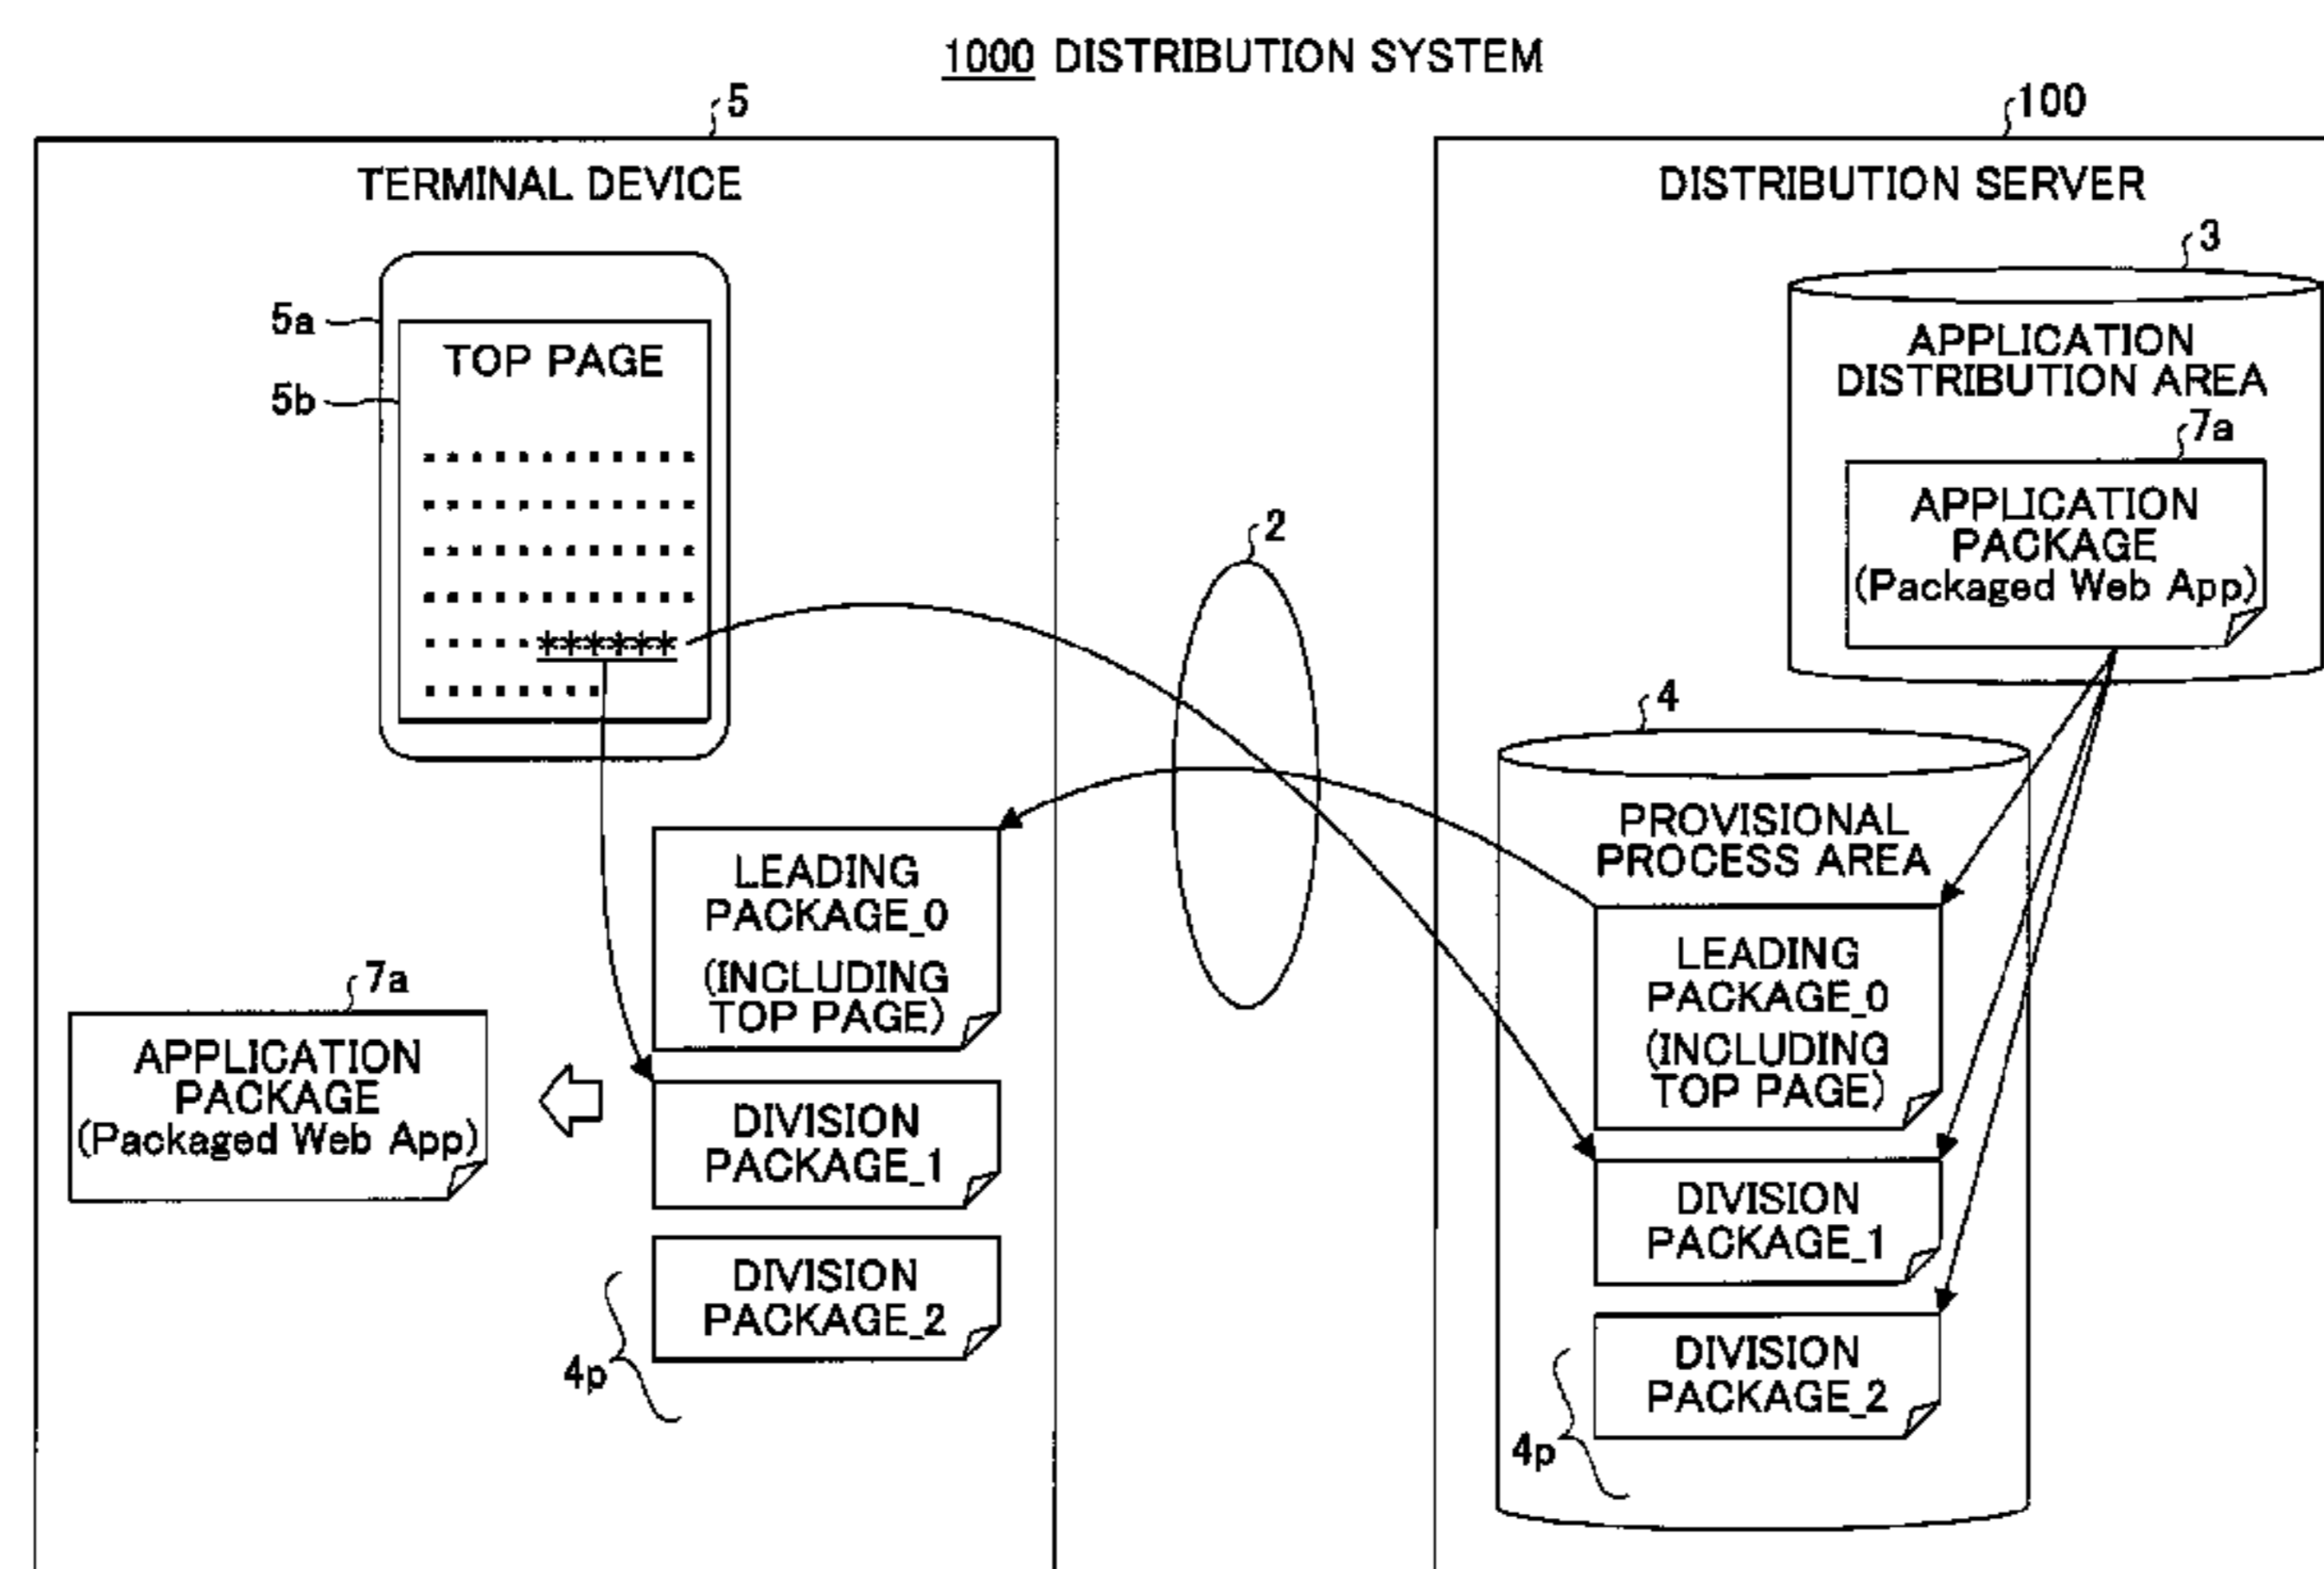 1000 DISTRIBUTION SYSTEM
5
TERMINAL DEVICE
5a
TOP PAGE
5b
******
LEADING
PACKAGE_0
(INCLUDING
TOP PAGE)
7a
APPLICATION
PACKAGE
(Packaged Web App)
DIVISION
PACKAGE_1
DIVISION
PACKAGE_2
4p
2
100
DISTRIBUTION SERVER
3
APPLICATION
DISTRIBUTION AREA
7a
APPLICATION
PACKAGE
(Packaged Web App)
4
PROVISIONAL
PROCESS AREA
LEADING
PACKAGE_0
(INCLUDING
TOP PAGE)
DIVISION
PACKAGE_1
DIVISION
PACKAGE_2
4p